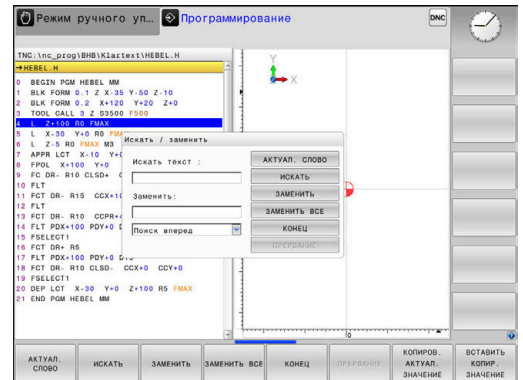 Режим ручного уп...
Программирование
DNC
TNC:\nc_prog\BHB\Klartext\HEBEL.H
→HEBEL.H
0 BEGIN PGM HEBEL MM
1 BLK FORM 0.1 Z X-35 Y-50 Z-10
2 BLK FORM 0.2 X+120 Y+20 Z+0
3 TOOL CALL 3 Z S3500 F500
4 L Z+100 R0 FMAX
5 L X-30 Y+0 R0 FMA
6 L Z-5 R0 FMAX M3
7 APPR LCT X-10 Y+
8 FPOL X+100 Y+0
9 FC DR- R10 CLSD+
10 FLT
11 FCT DR- R15 CCX+10
12 FLT
13 FCT DR- R10 CCPR+4
14 FLT PDX+100 PDY+0 D
15 FSELECT1
16 FCT DR+ R5
17 FLT PDX+100 PDY+0 D15
18 FCT DR- R10 CLSD- CCX+0 CCY+0
19 FSELECT1
20 DEP LCT X-30 Y+0 Z+100 R5 FMAX
21 END PGM HEBEL MM
Y
X
0
Искать / заменить
Искать текст :
Заменить:
Поиск вперед
АКТУАЛ. СЛОВО
ИСКАТЬ
ЗАМЕНИТЬ
ЗАМЕНИТЬ ВСЕ
КОНЕЦ
ПРЕРВАНИЕ
АКТУАЛ.
СЛОВО
ИСКАТЬ
ЗАМЕНИТЬ
ЗАМЕНИТЬ ВСЕ
КОНЕЦ
ПРЕРВАНИЕ
КОПИРОВ.
АКТУАЛ.
ЗНАЧЕНИЕ
ВСТАВИТЬ
КОПИР.
ЗНАЧЕНИЕ